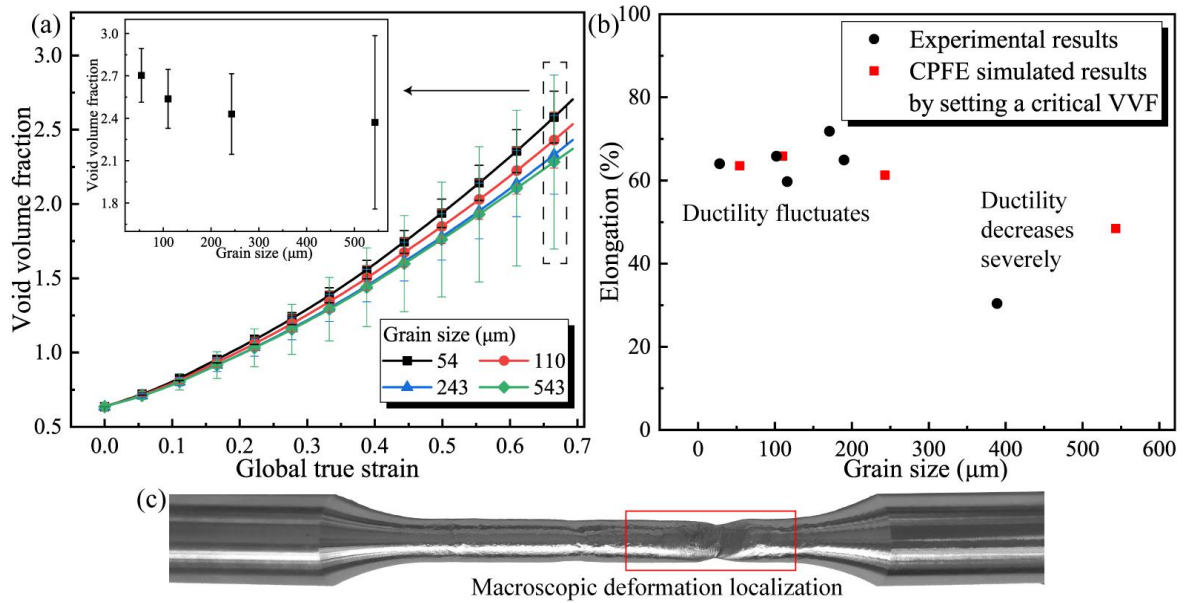 (a)
3.0
2.5
2.0
1.5
1.0
0.5
Void volume fraction
0.0 0.1 0.2 0.3 0.4 0.5 0.6 0.7
Global true strain
3.0
2.7
2.4
2.1
1.8
Void volume fraction
100 200 300 400 500
Grain size (μm)
Grain size (μm)
54 110
243 543
(b)
100
80
60
40
20
0
Elongation (%)
Experimental results
CPFE simulated results
by setting a critical VVF
Ductility fluctuates
Ductility
decreases
severely
0 100 200 300 400 500 600
Grain size (μm)
(c)
Macroscopic deformation localization